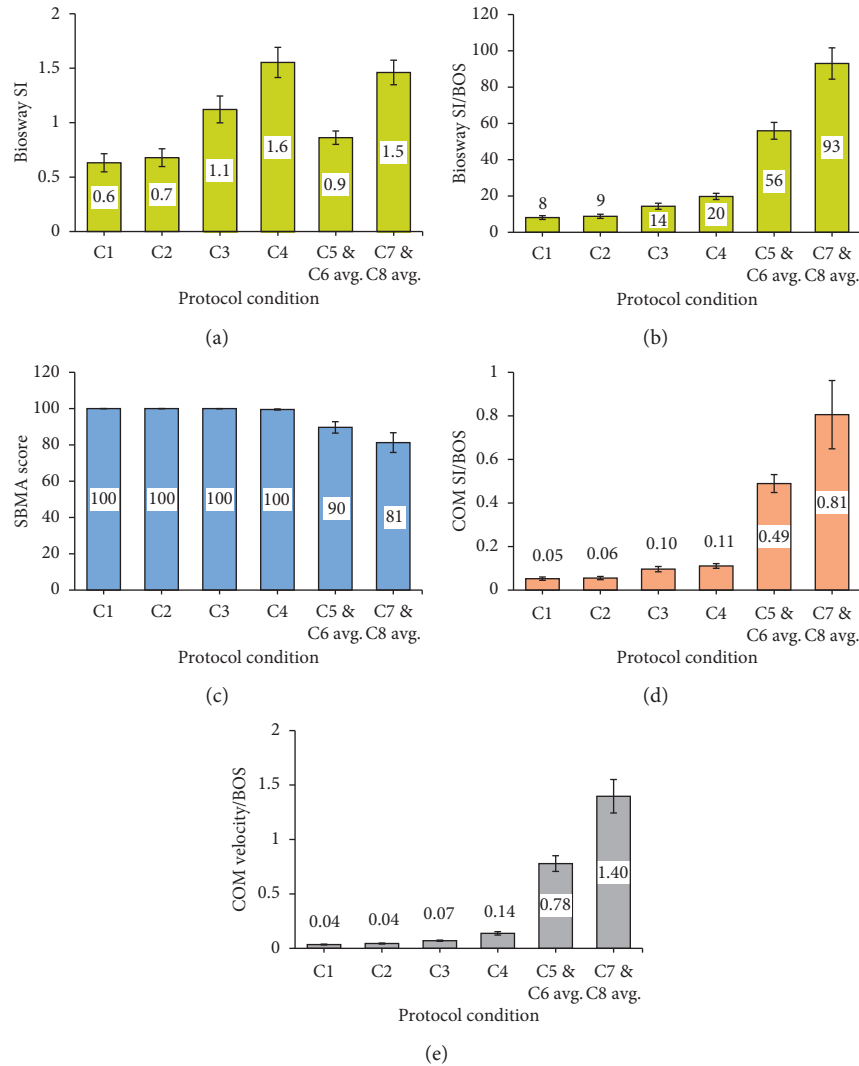 2
1.5
1
0.5
0
Biosway SI
0.6
0.7
1.1
1.6
0.9
1.5
C1 C2 C3 C4 C5 & C7 &
C6 avg. C8 avg.
Protocol condition
(a)
120
100
80
60
40
20
0
Biosway SI/BOS
8
9
14
20
56
93
C1 C2 C3 C4 C5 & C7 &
C6 avg. C8 avg.
Protocol condition
(b)
120
100
80
60
40
20
0
SBMA score
100
100
100
100
90
81
C1 C2 C3 C4 C5 & C7 &
C6 avg. C8 avg.
Protocol condition
(c)
1
0.8
0.6
0.4
0.2
0
COM SI/BOS
0.05
0.06
0.10
0.11
0.49
0.81
C1 C2 C3 C4 C5 & C7 &
C6 avg. C8 avg.
Protocol condition
(d)
2
1.5
1
0.5
0
COM velocity/BOS
0.04
0.04
0.07
0.14
0.78
1.40
C1 C2 C3 C4 C5 & C7 &
C6 avg. C8 avg.
Protocol condition
(e)